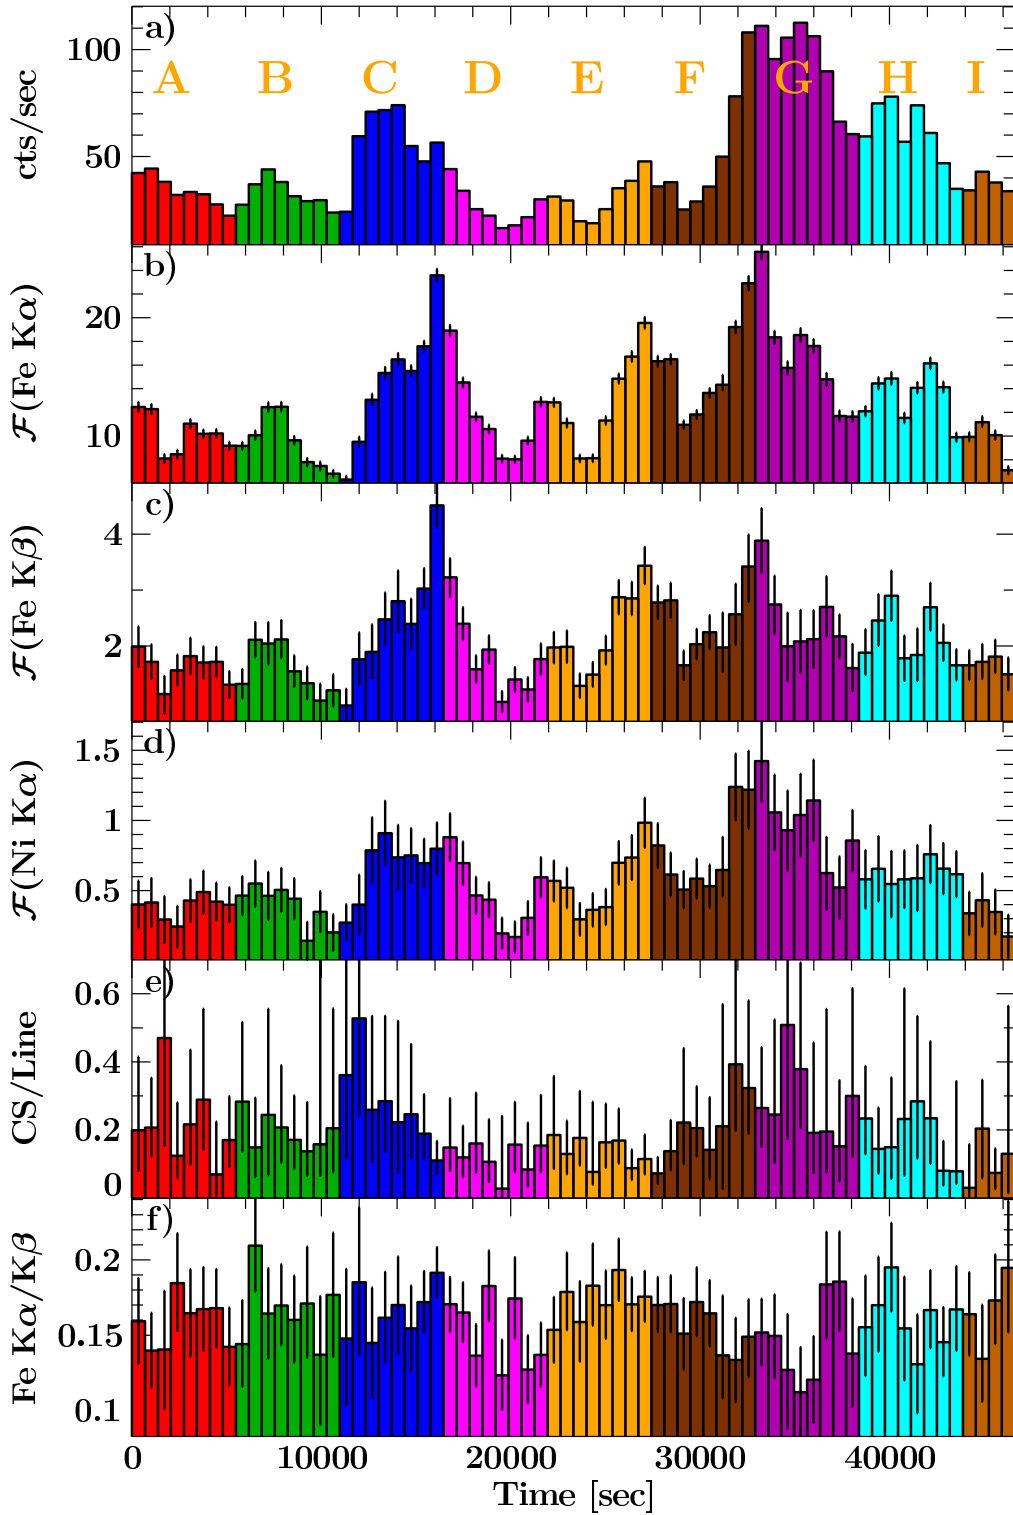 a)
100
50
cts/sec
A B C D E F G H I
b)
20
10
ℱ(Fe Kα)
c)
4
2
ℱ(Fe Kβ)
d)
1.5
1
0.5
ℱ(Ni Kα)
e)
0.6
0.4
0.2
0
CS/Line
f)
0.2
0.15
0.1
Fe Kα/Kβ
0 10000 20000 30000 40000
Time [sec]